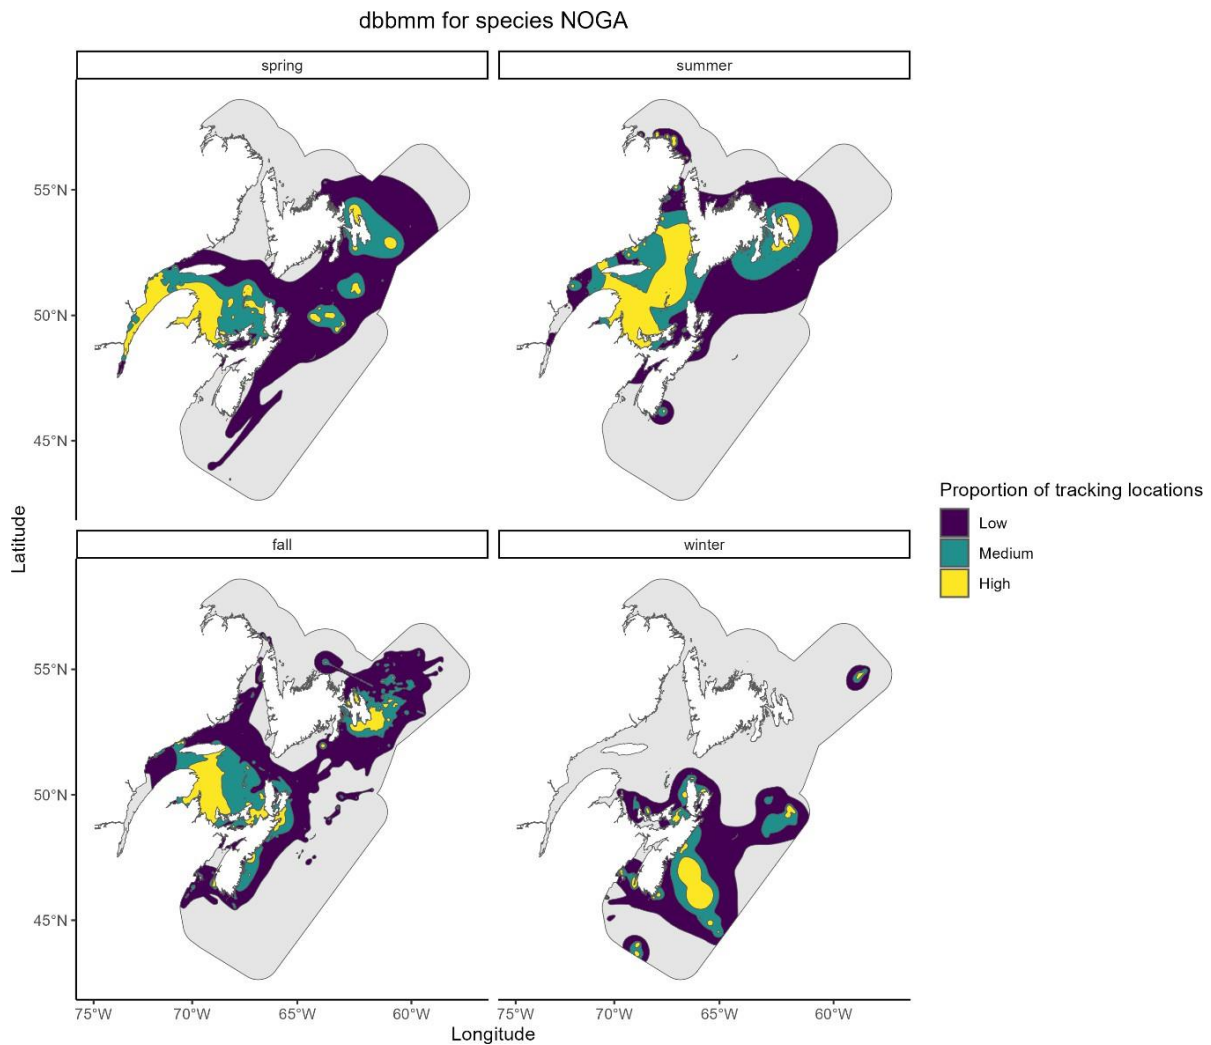 dbbmm for species NOGA
spring
summer
55°N
50°N
45°N
Latitude
fall
winter
55°N
50°N
45°N
75°W
70°W
65°W
60°W
75°W
70°W
65°W
60°W
Longitude
Proportion of tracking locations
Low
Medium
High